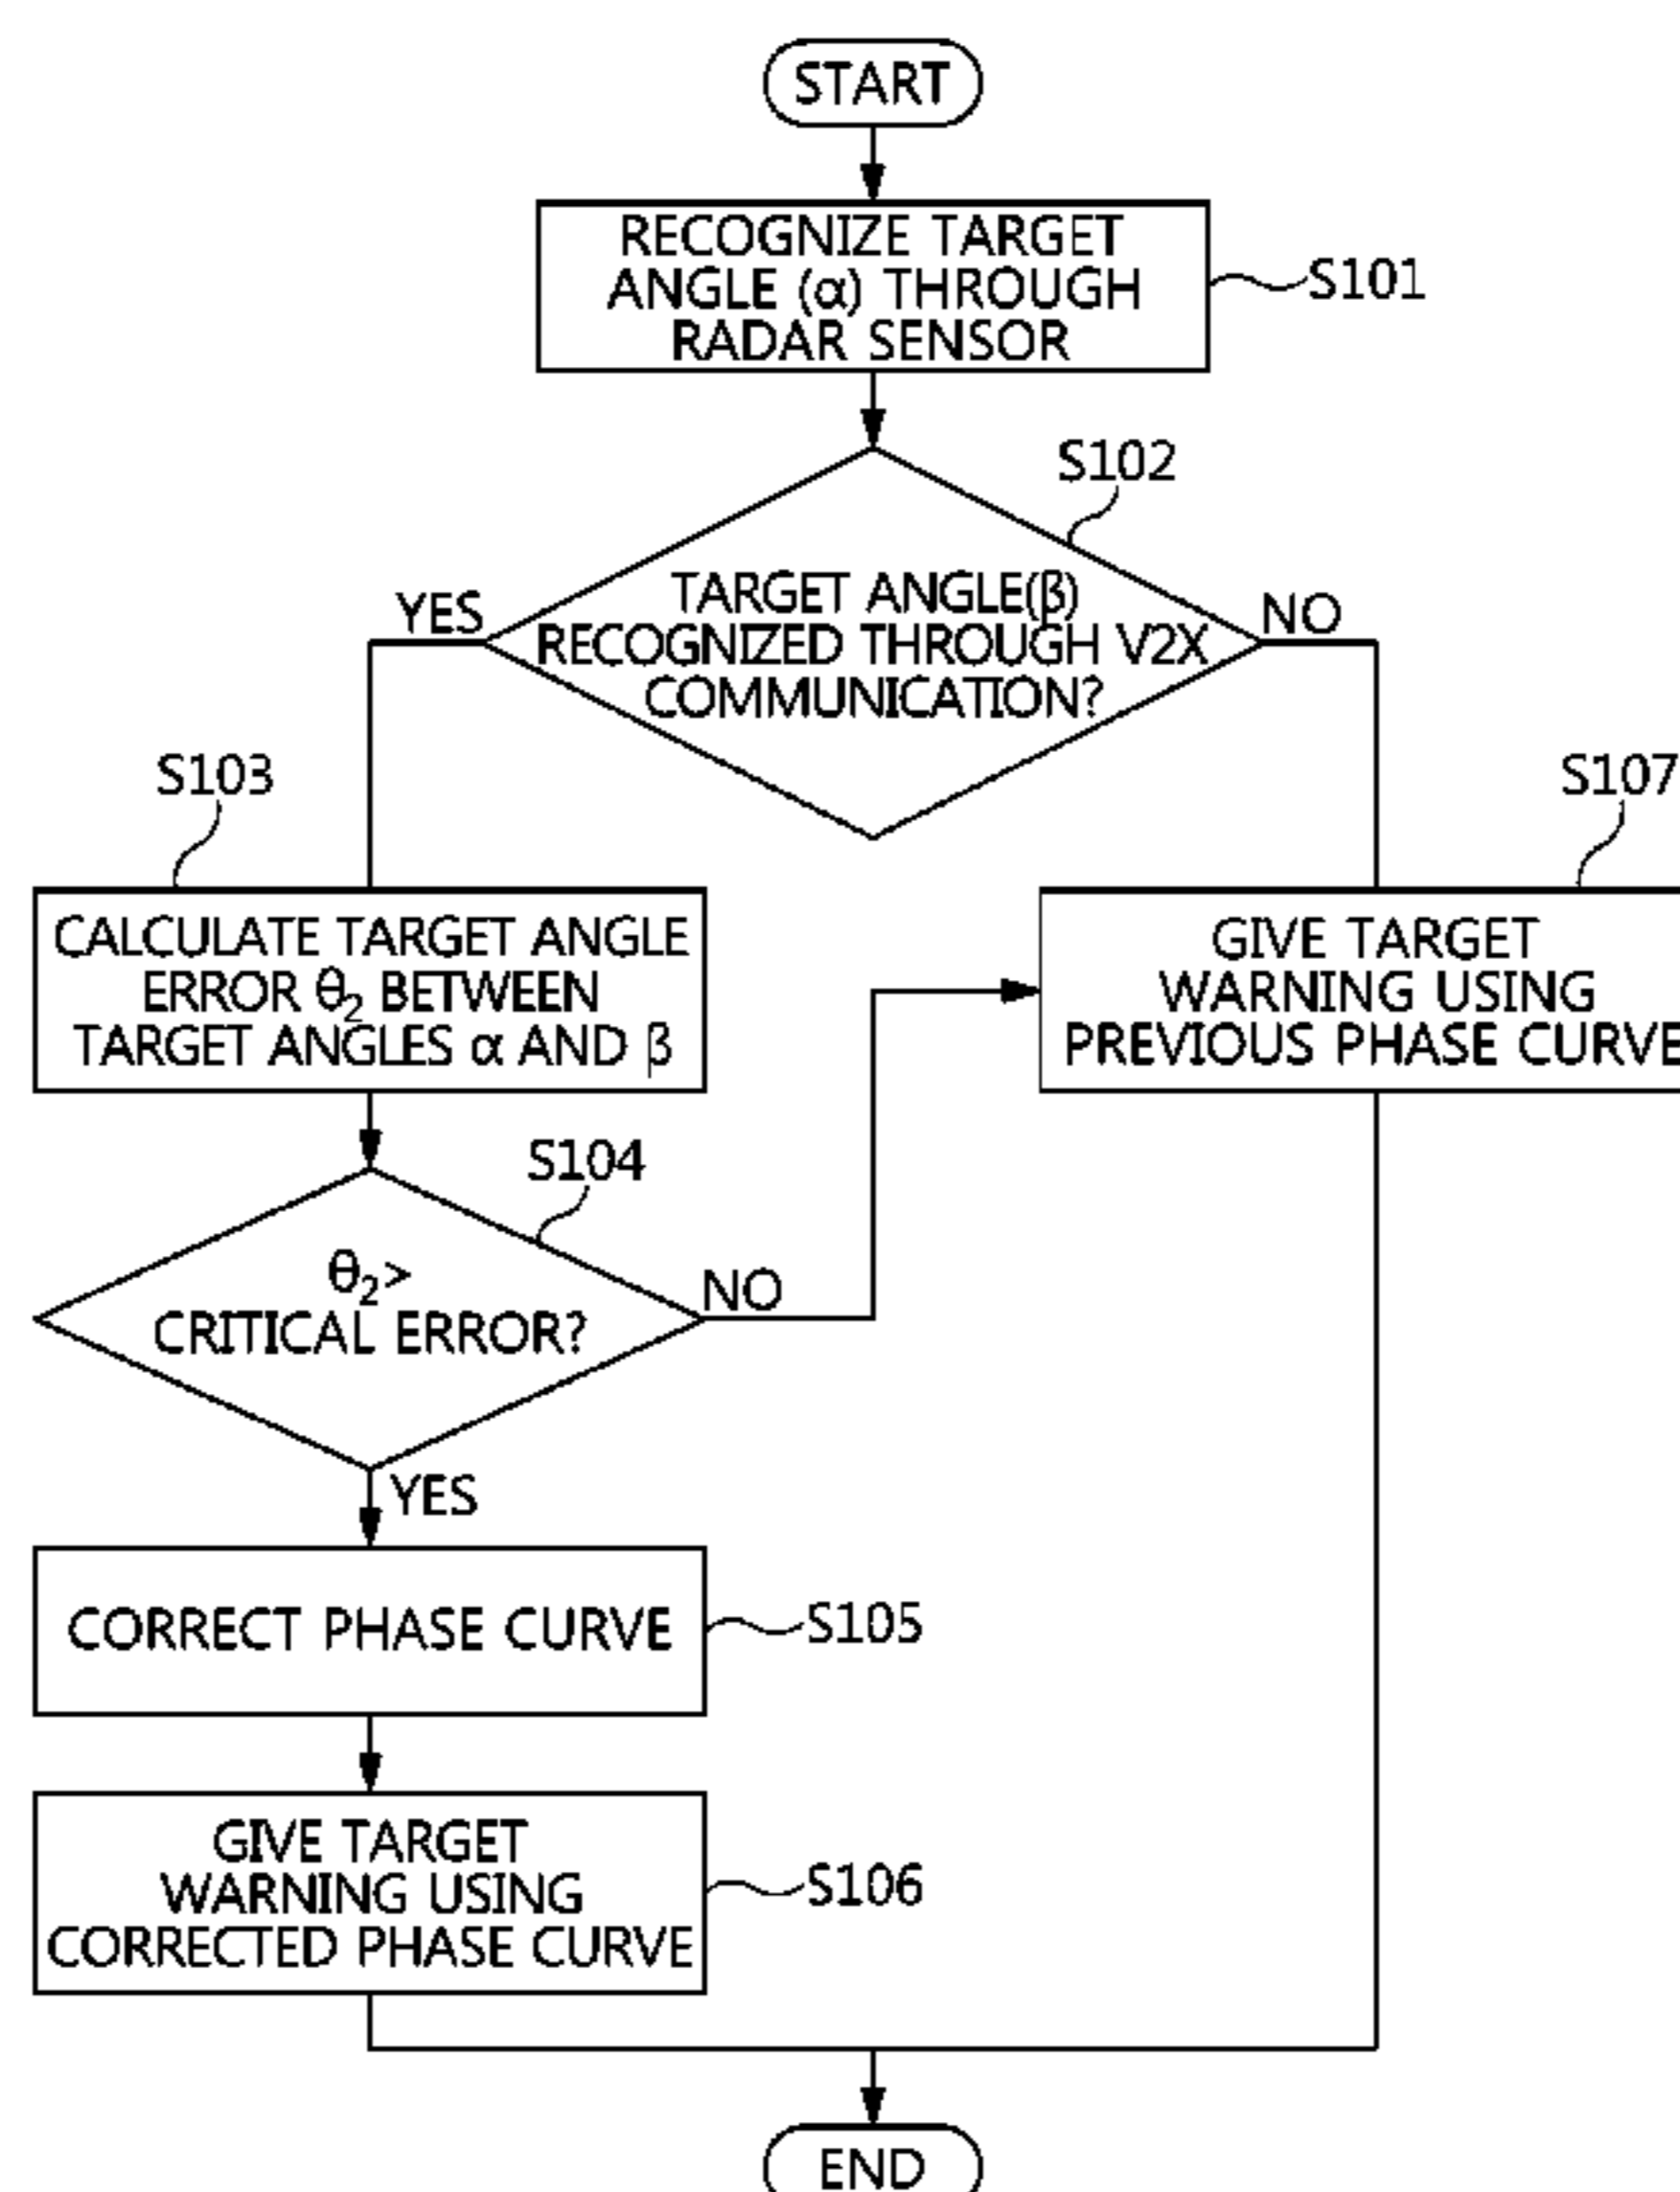 START
RECOGNIZE TARGET
ANGLE (α) THROUGH
RADAR SENSOR
S101
S102
TARGET ANGLE(β)
RECOGNIZED THROUGH V2X
COMMUNICATION?
YES
NO
S103
CALCULATE TARGET ANGLE
ERROR θ₂ BETWEEN
TARGET ANGLES α AND β
S107
GIVE TARGET
WARNING USING
PREVIOUS PHASE CURVE
S104
θ₂>
CRITICAL ERROR?
NO
YES
CORRECT PHASE CURVE
S105
GIVE TARGET
WARNING USING
CORRECTED PHASE CURVE
S106
END